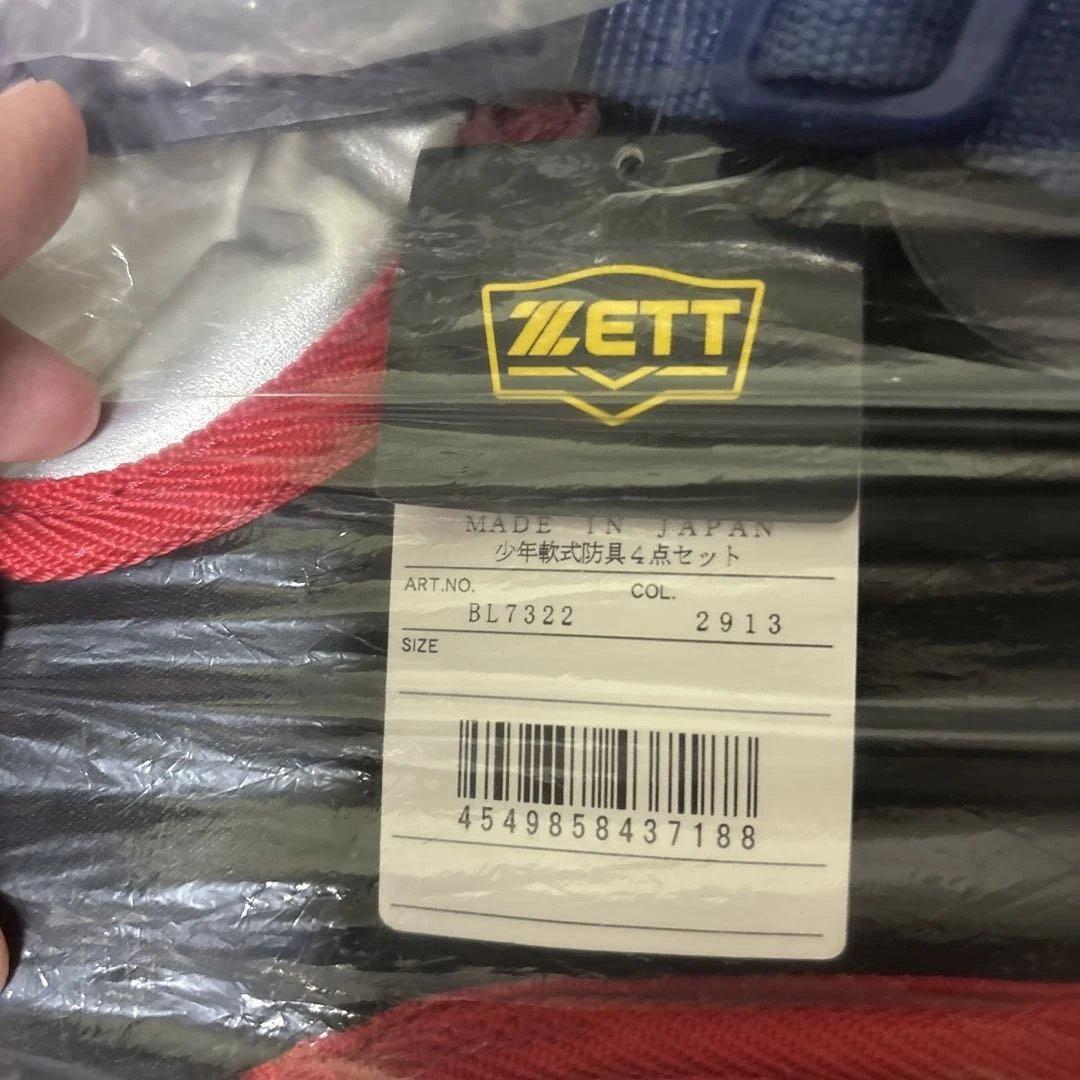 ZETT
MADE IN JAPAN
少年軟式防具4点セット
ART.NO.
COL.
BL7322
2913
SIZE
4549858437188